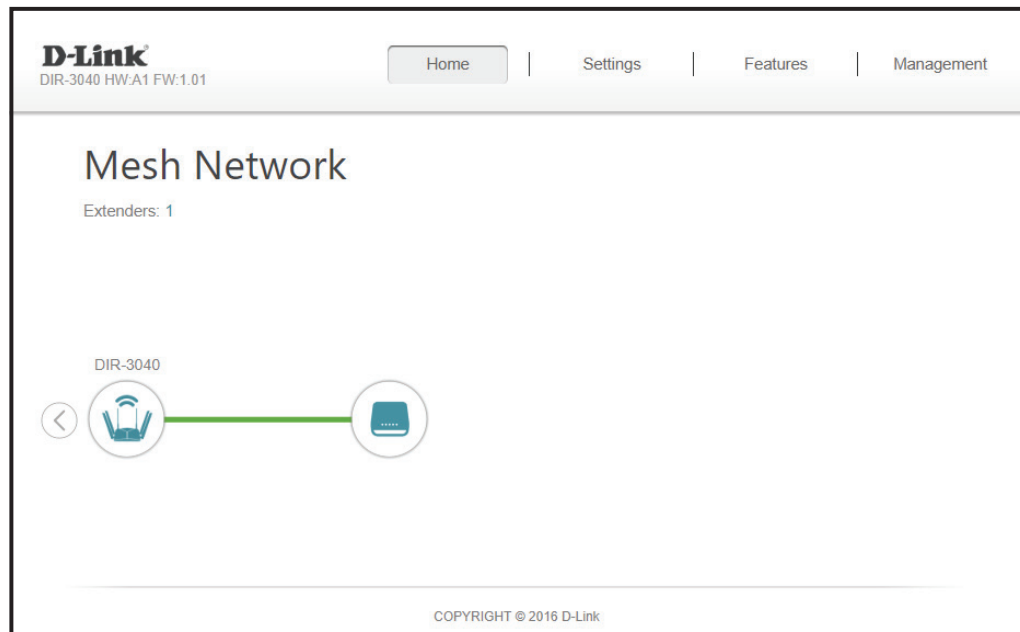 D-Link
DIR-3040 HW:A1 FW:1.01
Home
Settings
Features
Management
Mesh Network
Extenders: 1
DIR-3040
COPYRIGHT © 2016 D-Link